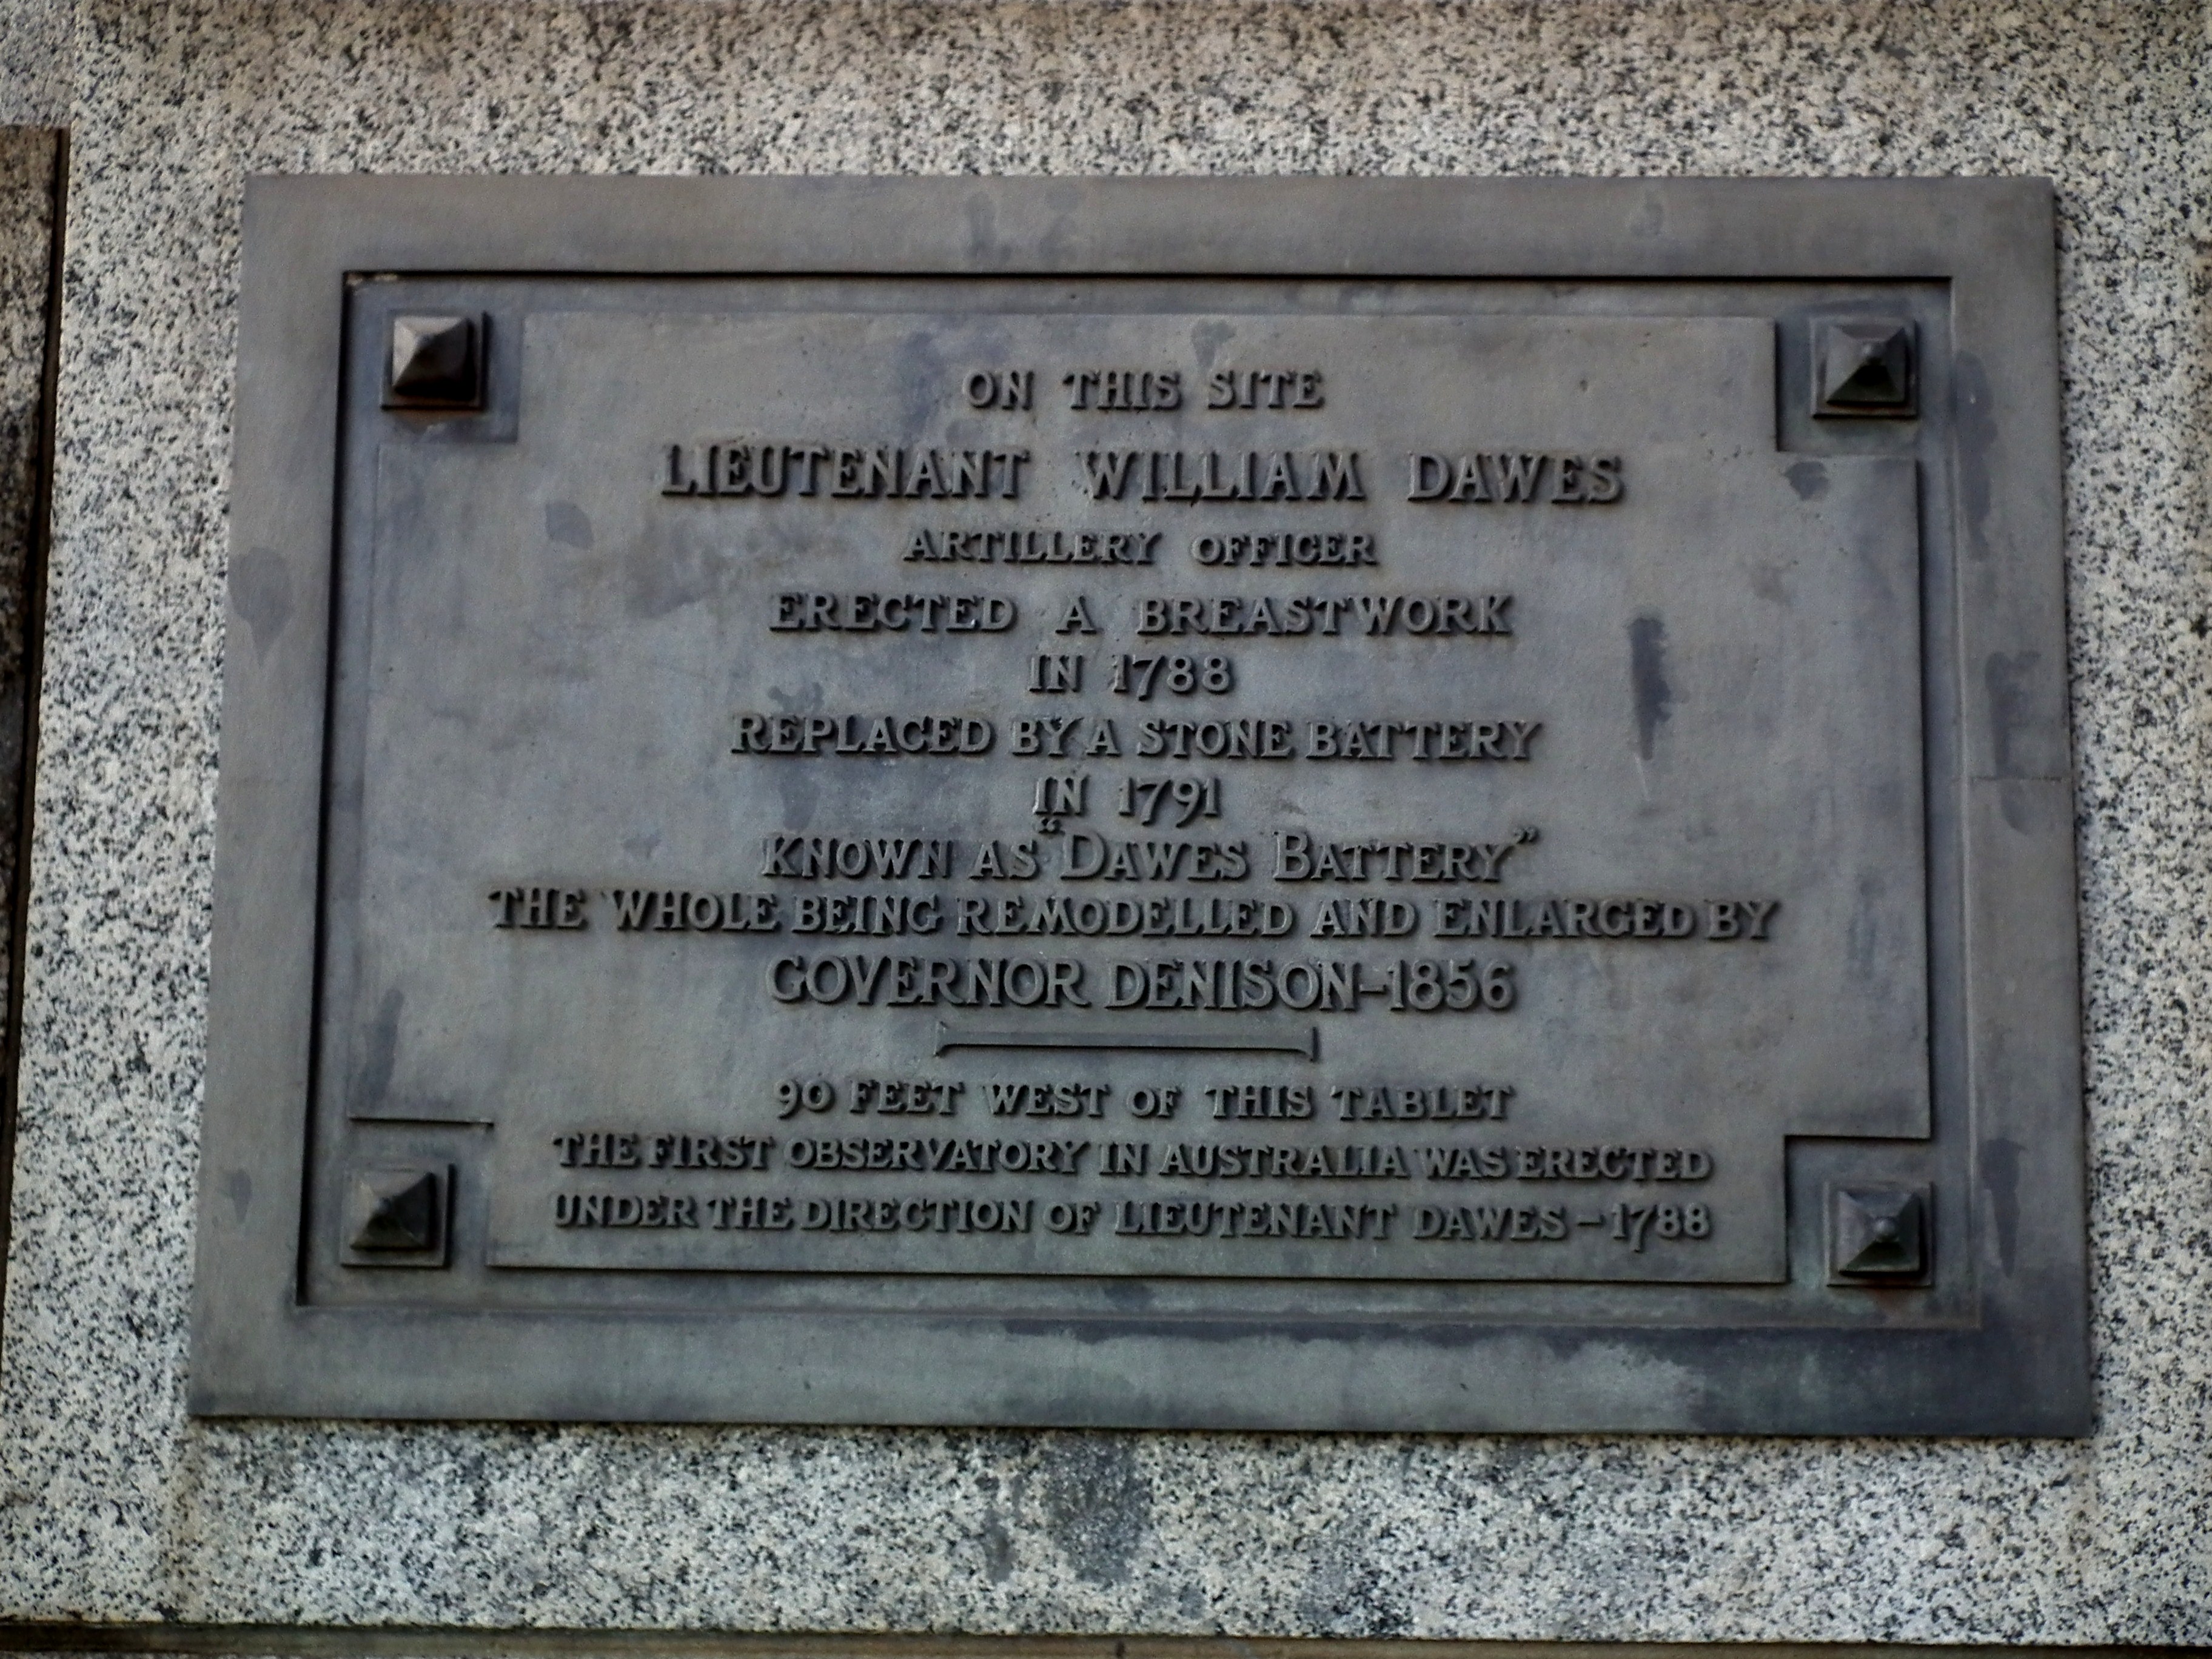 ON THIS SITE
LIEUTENANT WILLIAM DAWES
ARTILLERY OFFICER
ERECTED A BREASTWORK
IN 1788
REPLACED BY A STONE BATTERY
IN 1791
KNOWN AS "DAWES BATTERY"
THE WHOLE BEING REMODELLED AND ENLARGED BY
GOVERNOR DENISON-1856
90 FEET WEST OF THIS TABLET
THE FIRST OBSERVATORY IN AUSTRALIA WAS ERECTED
UNDER THE DIRECTION OF LIEUTENANT DAWES - 1788